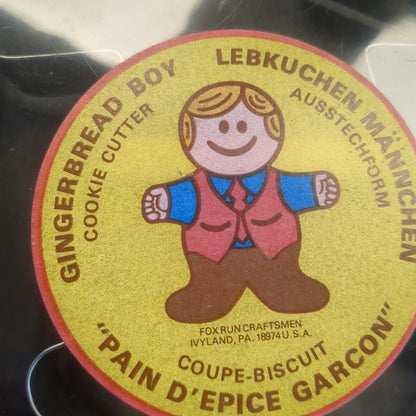 GINGERBREAD BOY
COOKIE CUTTER
LEBKUCHEN MÄNNCHEN
AUSSTECHFORM
FOX RUN CRAFTSMEN
IVYLAND, PA. 18974 U.S.A.
COUPE-BISCUIT
"PAIN D'EPICE GARCON"